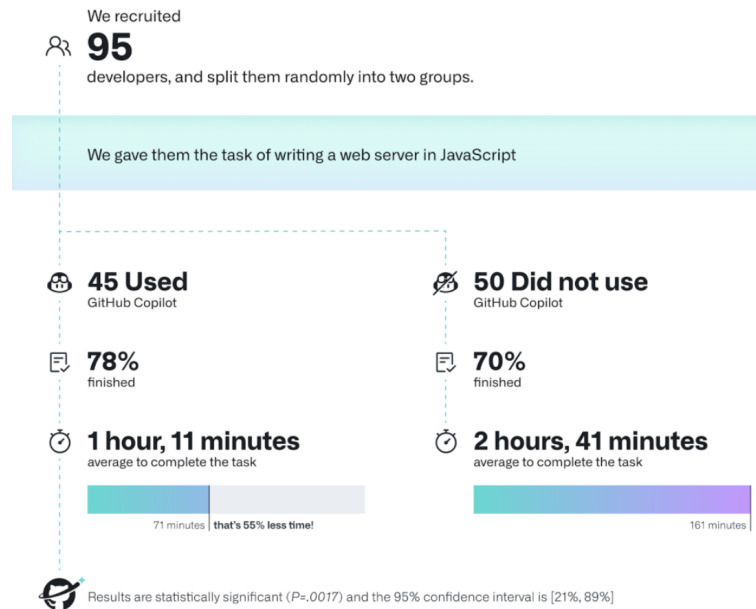 We recruited
95
developers, and split them randomly into two groups.
We gave them the task of writing a web server in JavaScript
45 Used
GitHub Copilot
78%
finished
1 hour, 11 minutes
average to complete the task
71 minutes
that's 55% less time!
50 Did not use
GitHub Copilot
70%
finished
2 hours, 41 minutes
average to complete the task
161 minutes
Results are statistically significant (P=.0017) and the 95% confidence interval is [21%, 89%]